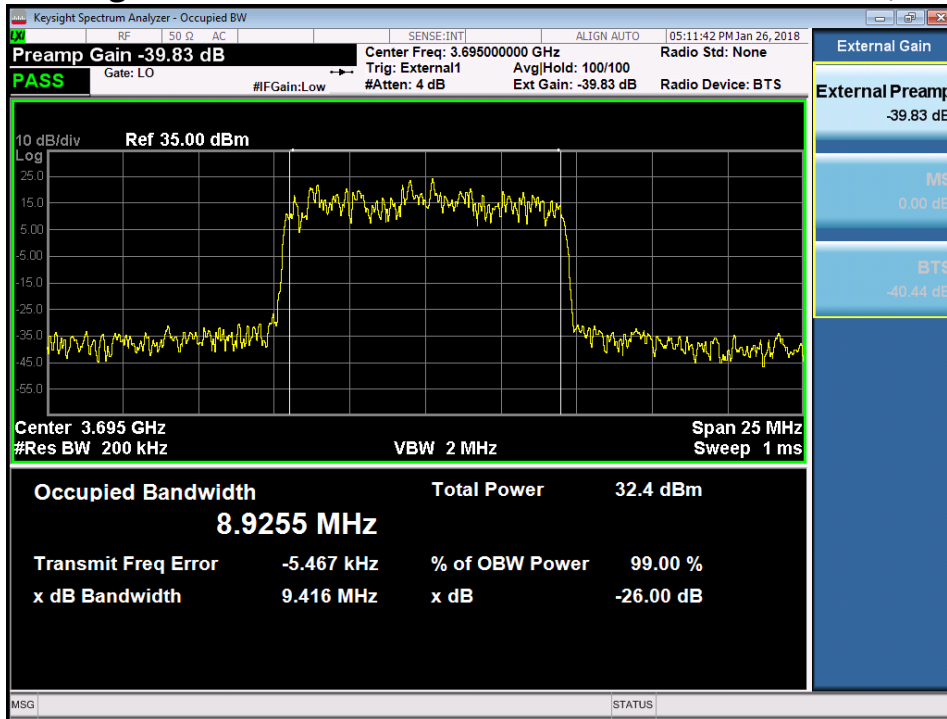 Keysight Spectrum Analyzer - Occupied BW
LXI RF 50 Ω AC SENSE:INT ALIGN AUTO 05:11:42 PM Jan 26, 2018
Preamp Gain -39.83 dB
Center Freq: 3.695000000 GHz Radio Std: None
Trig: External1 Avg|Hold: 100/100
PASS Gate: LO
#IFGain:Low #Atten: 4 dB Ext Gain: -39.83 dB Radio Device: BTS
10 dB/div Ref 35.00 dBm
Log
25.0
15.0
5.00
-5.00
-15.0
-25.0
-35.0
-45.0
-55.0
Center 3.695 GHz Span 25 MHz
#Res BW 200 kHz VBW 2 MHz Sweep 1 ms
Occupied Bandwidth Total Power 32.4 dBm
8.9255 MHz
Transmit Freq Error -5.467 kHz % of OBW Power 99.00 %
x dB Bandwidth 9.416 MHz x dB -26.00 dB
MSG STATUS
External Gain
External Preamp
-39.83 dB
MS
0.00 dB
BTS
-40.44 dB